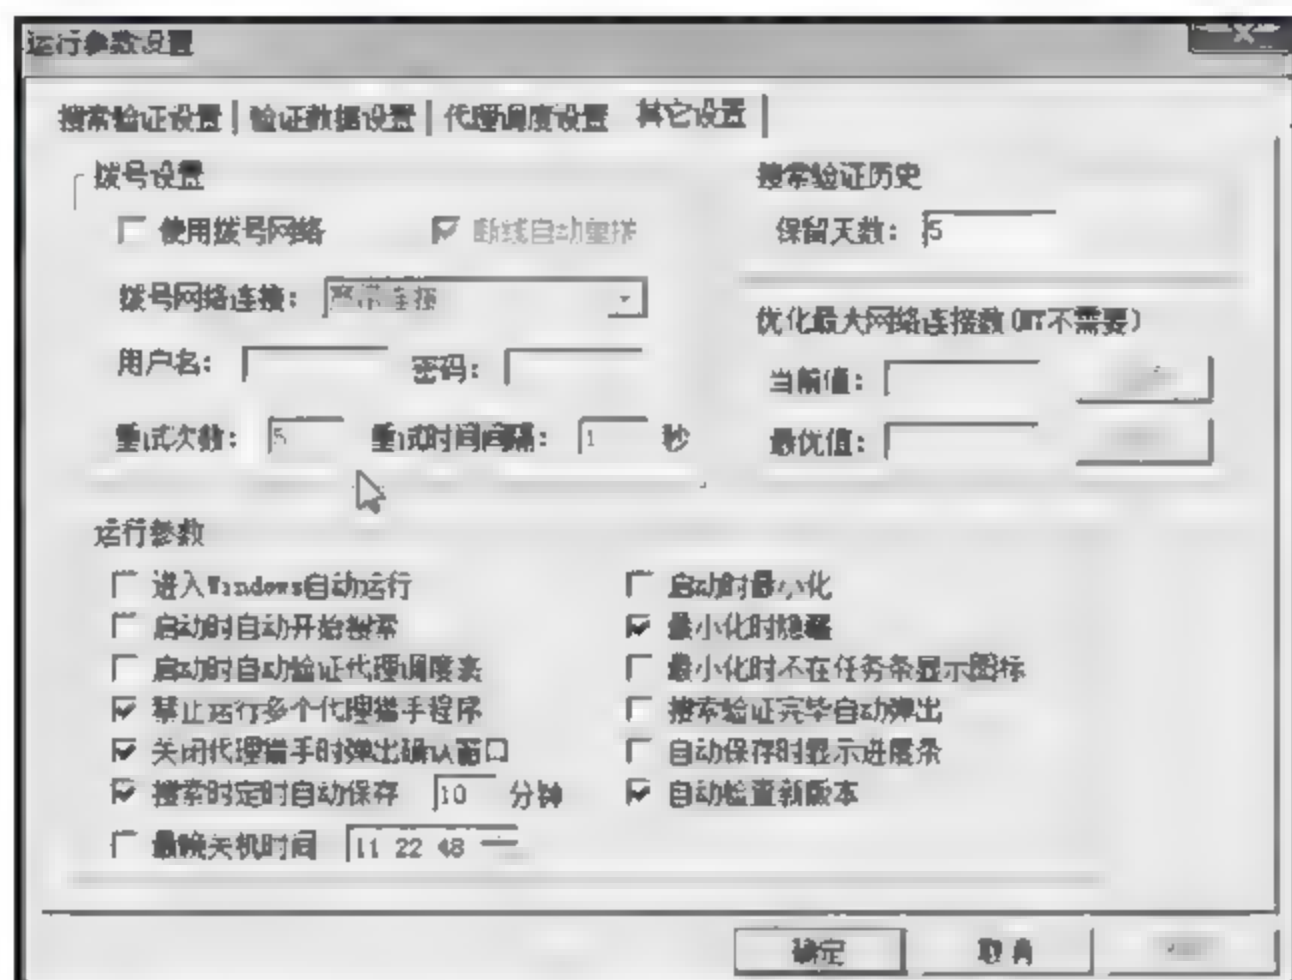 运行参数设置
搜索验证设置 验证数据设置 代理调度设置 其它设置
拨号设置
使用拨号网络 断线自动重拨
拨号网络连接:
用户名: 密码:
重试次数: 5 重试时间间隔: 1 秒
搜索验证历史
保留天数: 5
优化最大网络连接数(NT不需要)
当前值:
最优值:
运行参数
进入Windows自动运行
启动时自动开始搜索
启动时自动验证代理调度表
禁止运行多个代理猎手程序
关闭代理猎手时弹出确认窗口
搜索时定时自动保存 10 分钟
最晚关机时间 11 22 48
启动时最小化
最小化时隐藏
最小化时不在任务条显示图标
搜索验证完毕自动弹出
自动保存时显示进度条
自动检查新版本
确定 取消